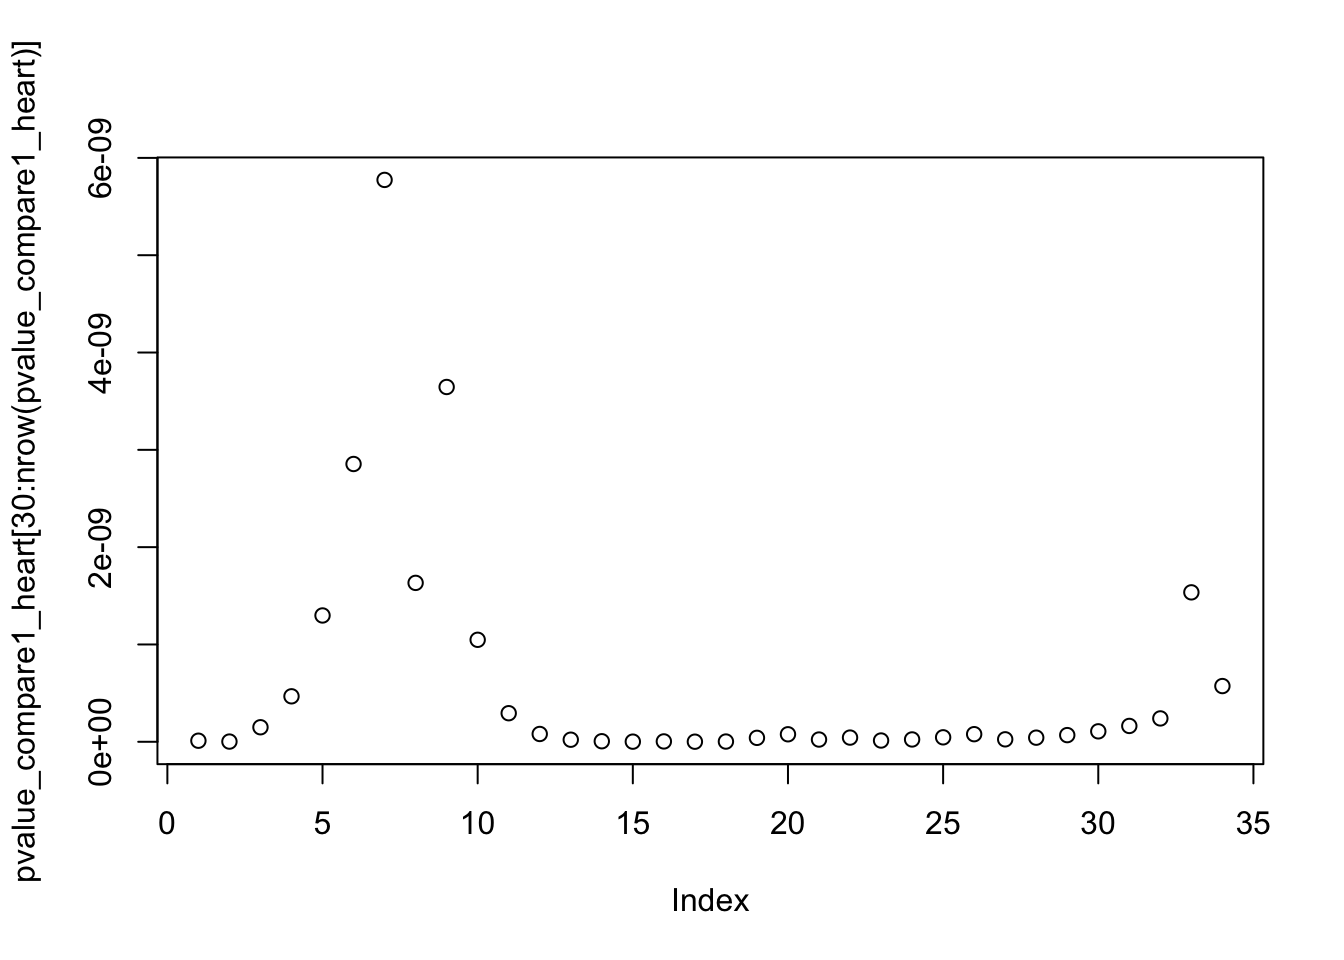 pvalue_compare1_heart[30:nrow(pvalue_compare1_heart)]
6e-09
4e-09
2e-09
0e+00
0 5 10 15 20 25 30 35
Index